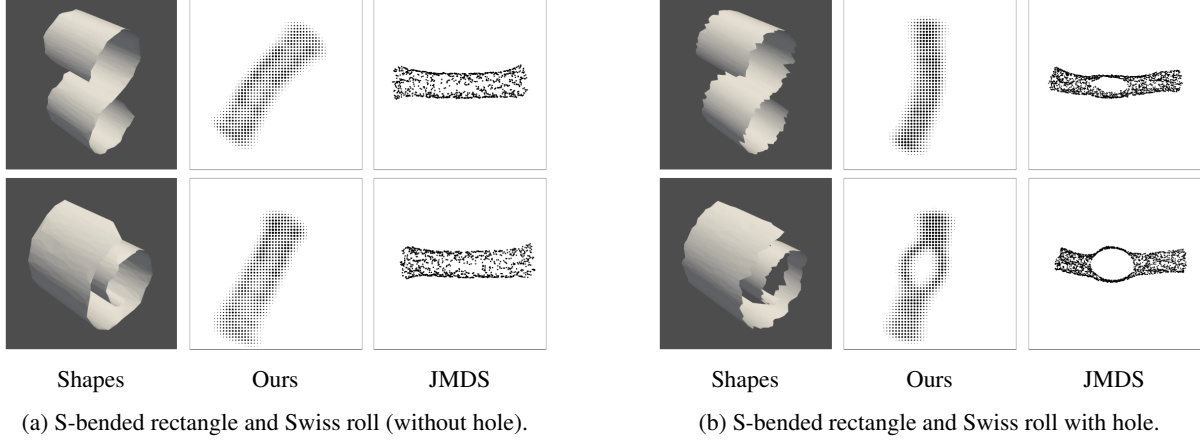 Shapes Ours JMDS
(a) S-bended rectangle and Swiss roll (without hole).
Shapes Ours JMDS
(b) S-bended rectangle and Swiss roll with hole.